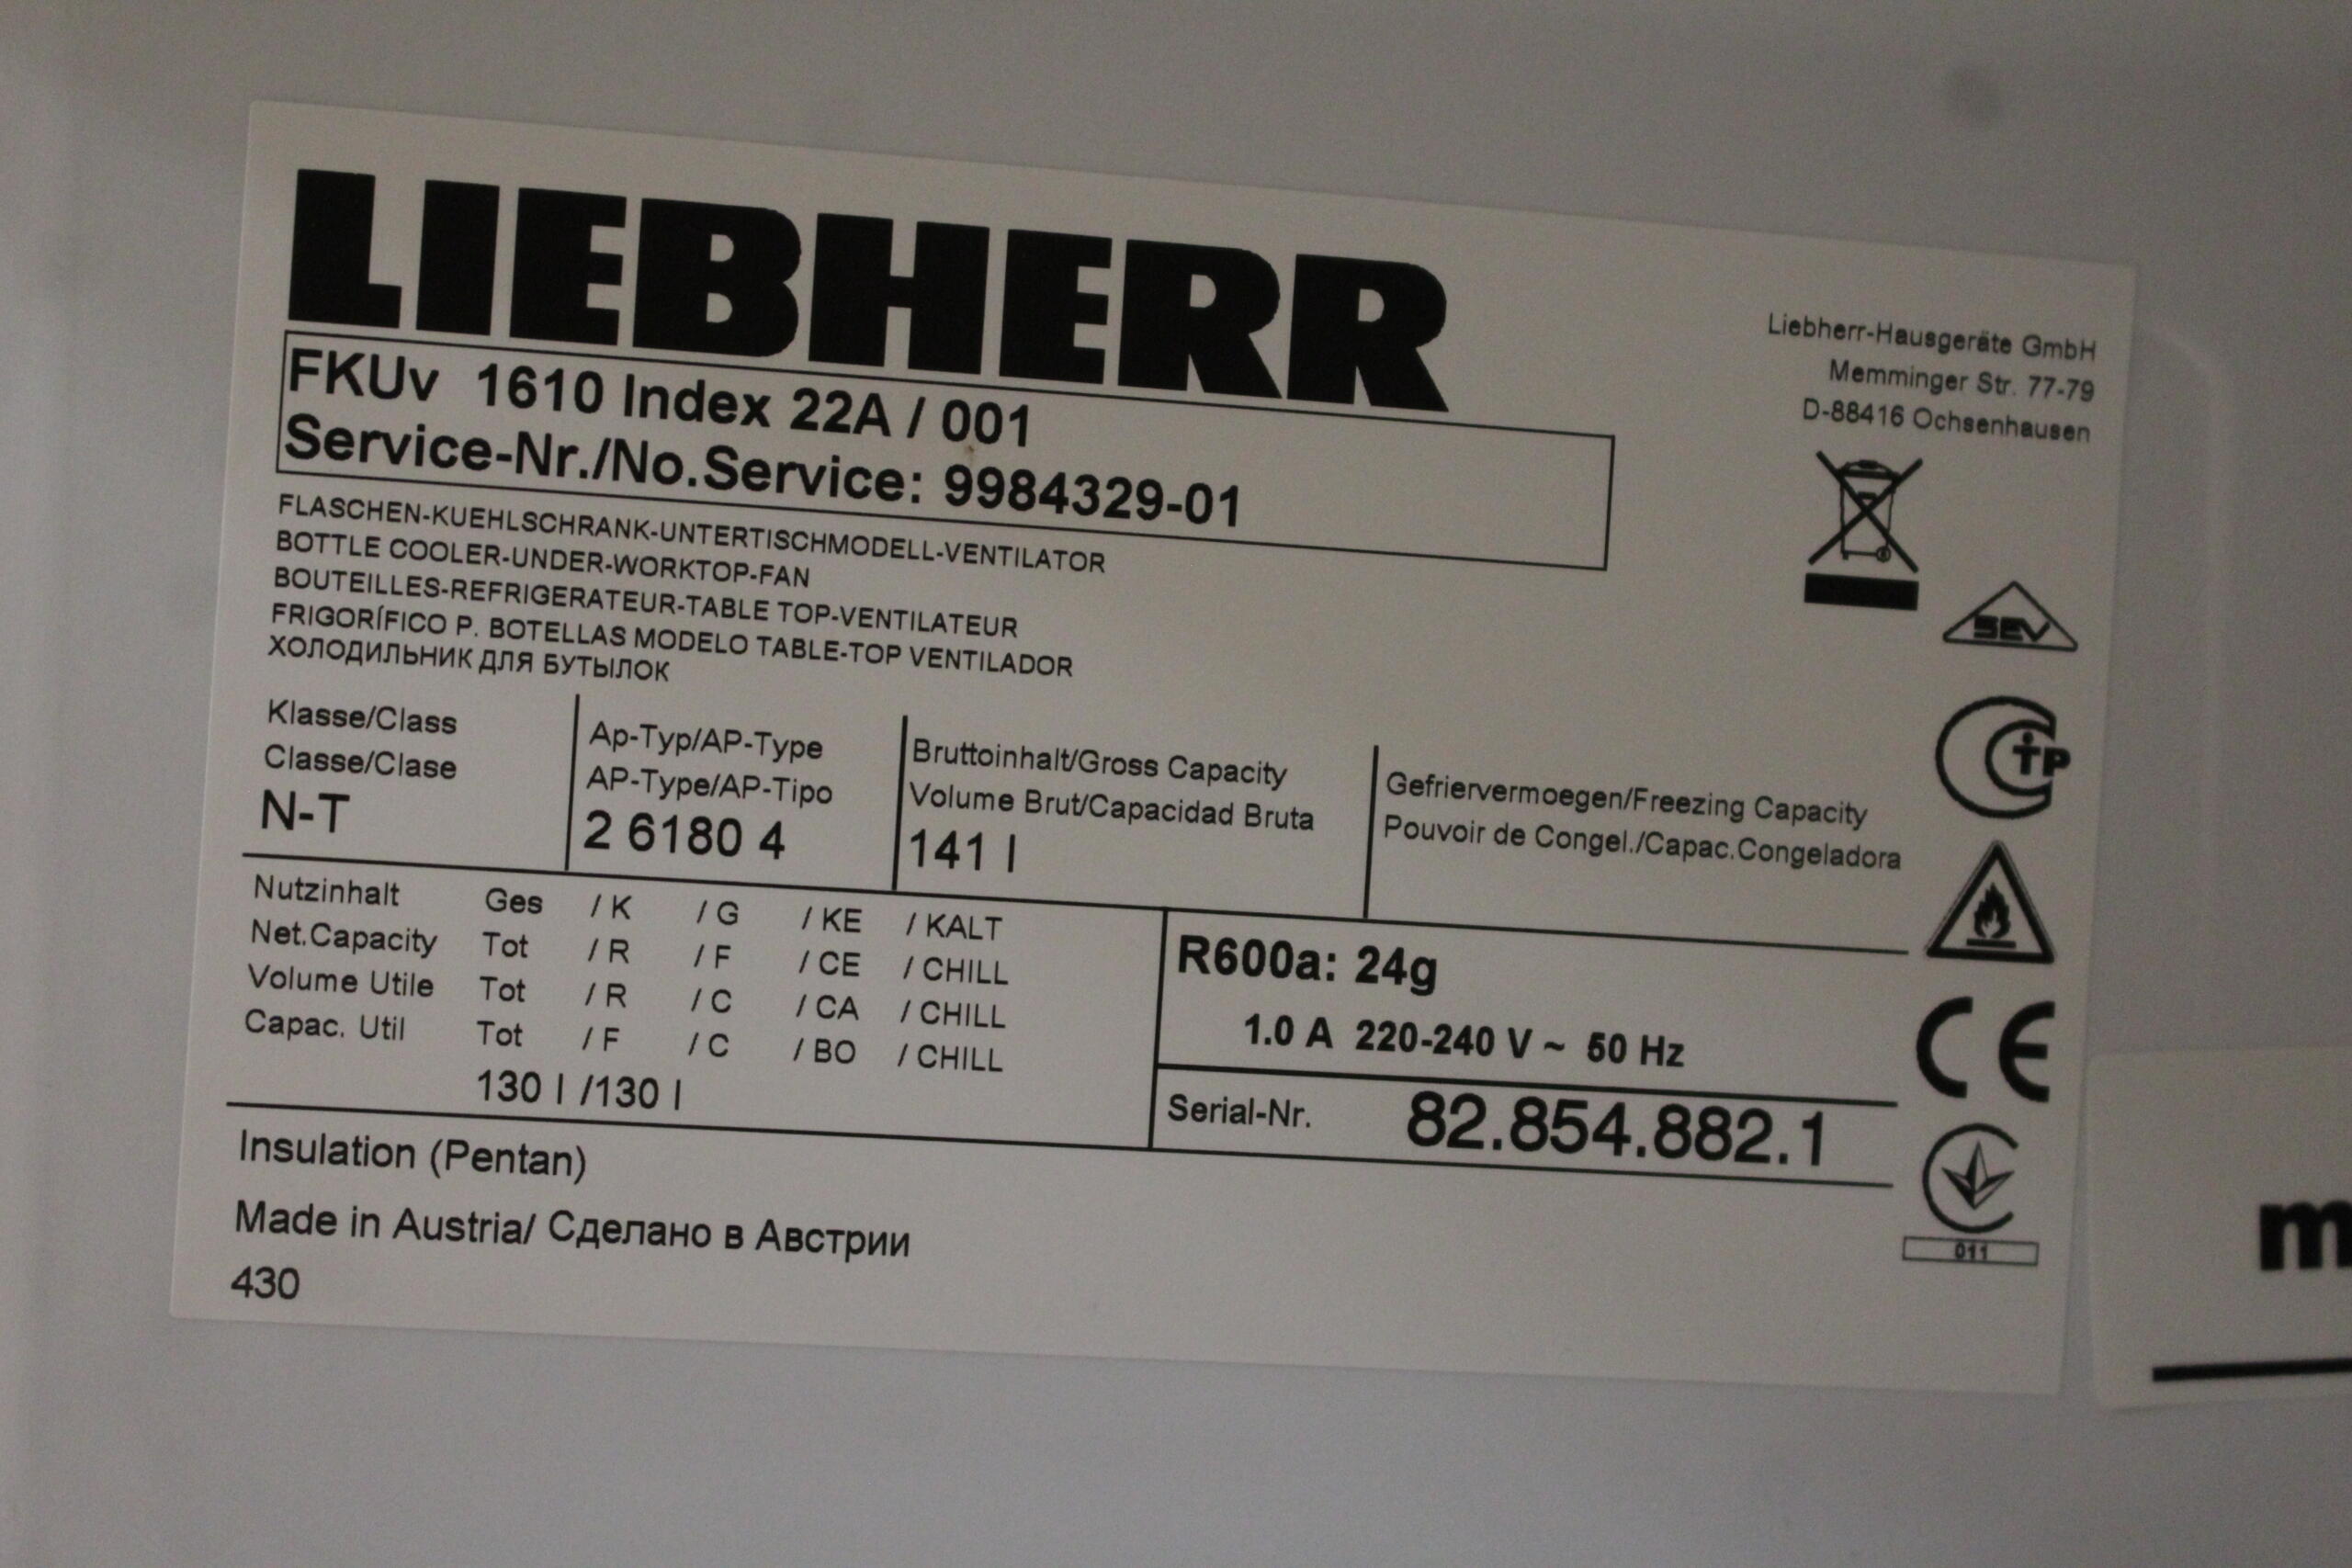 LIEBHERR
FKUv 1610 Index 22A / 001
Service-Nr./No.Service: 9984329-01
Liebherr-Hausgeräte GmbH
Memminger Str. 77-79
D-88416 Ochsenhausen
FLASCHEN-KUEHLSCHRANK-UNTERTISCHMODELL-VENTILATOR
BOTTLE COOLER-UNDER-WORKTOP-FAN
BOUTEILLES-REFRIGERATEUR-TABLE TOP-VENTILATEUR
FRIGORÍFICO P. BOTELLAS MODELO TABLE-TOP VENTILADOR
ХОЛОДИЛЬНИК ДЛЯ БУТЫЛОК
SEV
Klasse/Class
Classe/Clase
N-T
Ap-Typ/AP-Type
AP-Type/AP-Tipo
2 6180 4
Bruttoinhalt/Gross Capacity
Volume Brut/Capacidad Bruta
141 l
Gefriervermoegen/Freezing Capacity
Pouvoir de Congel./Capac.Congeladora
Nutzinhalt Ges / K / G / KE / KALT
Net.Capacity Tot / R / F / CE / CHILL
Volume Utile Tot / R / C / CA / CHILL
Capac. Util Tot / F / C / BO / CHILL
130 l /130 l
R600a: 24g
1.0 A 220-240 V ~ 50 Hz
Serial-Nr. 82.854.882.1
CE
011
Insulation (Pentan)
Made in Austria/ Сделано в Австрии
430
m